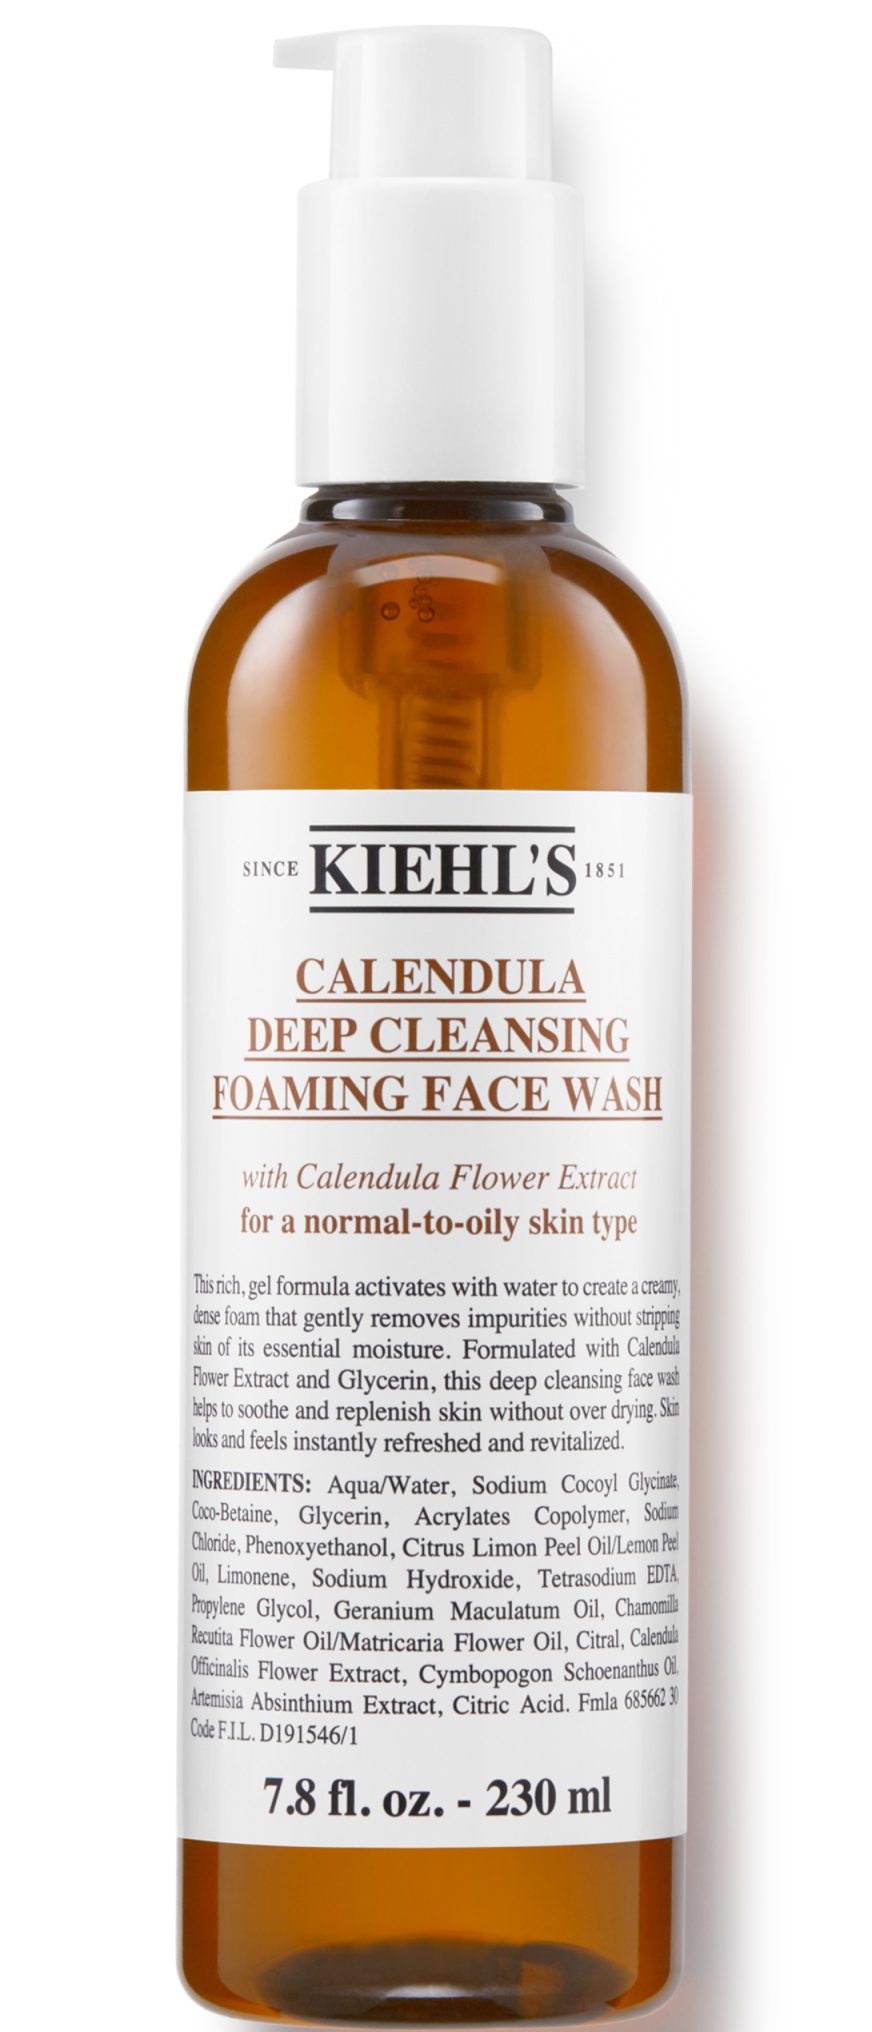 SINCE KIEHL'S 1851
CALENDULA
DEEP CLEANSING
FOAMING FACE WASH
with Calendula Flower Extract
for a normal-to-oily skin type
This rich, gel formula activates with water to create a creamy,
dense foam that gently removes impurities without stripping
skin of its essential moisture. Formulated with Calendula
Flower Extract and Glycerin, this deep cleansing face wash
helps to soothe and replenish skin without over drying. Skin
looks and feels instantly refreshed and revitalized.
INGREDIENTS: Aqua/Water, Sodium Cocoyl Glycinate,
Coco-Betaine, Glycerin, Acrylates Copolymer, Sodium
Chloride, Phenoxyethanol, Citrus Limon Peel Oil/Lemon Peel
Oil, Limonene, Sodium Hydroxide, Tetrasodium EDTA,
Propylene Glycol, Geranium Maculatum Oil, Chamomilla
Recutita Flower Oil/Matricaria Flower Oil, Citral, Calendula
Officinalis Flower Extract, Cymbopogon Schoenanthus Oil,
Artemisia Absinthium Extract, Citric Acid. Fmla 685662 30
Code F.I.L. D191546/1
7.8 fl. oz. - 230 ml